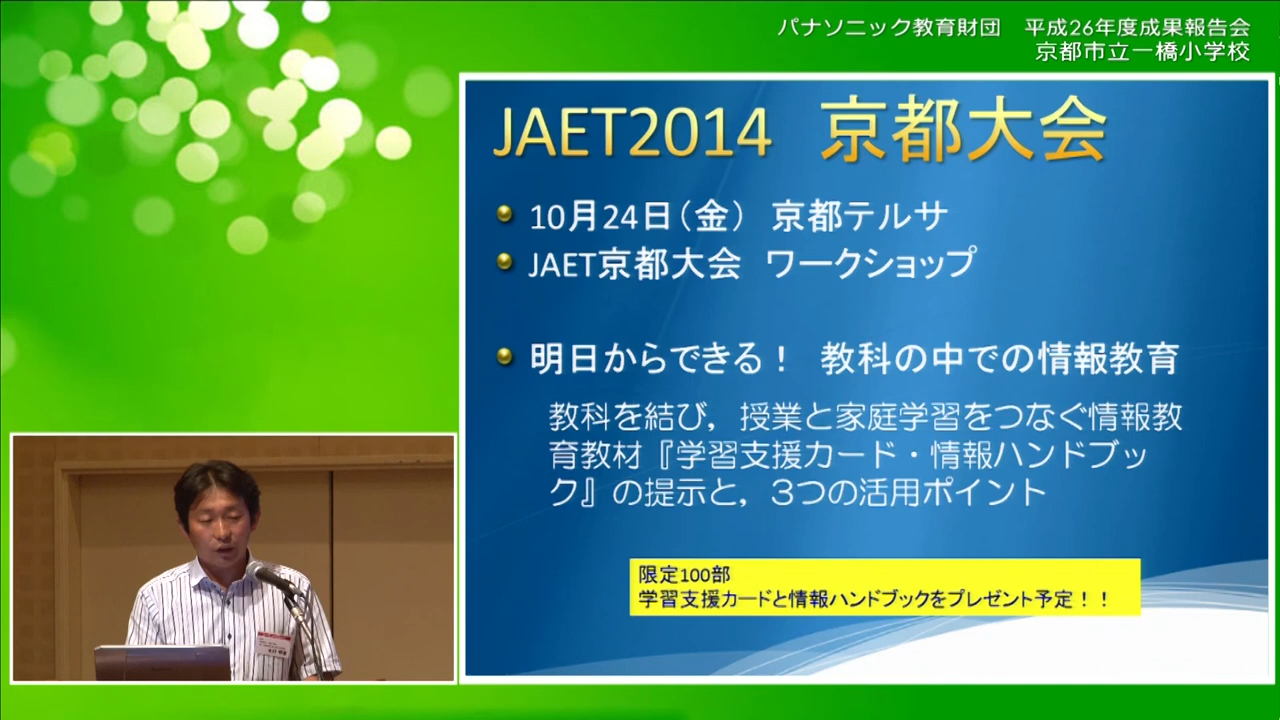 パナソニック教育財団　平成26年度成果報告会
京都市立一橋小学校
JAET2014　京都大会
10月24日（金）　京都テルサ
JAET京都大会　ワークショップ
明日からできる！　教科の中での情報教育
教科を結び，授業と家庭学習をつなぐ情報教
育教材『学習支援カード・情報ハンドブッ
ク』の提示と，3つの活用ポイント
限定100部
学習支援カードと情報ハンドブックをプレゼント予定！！